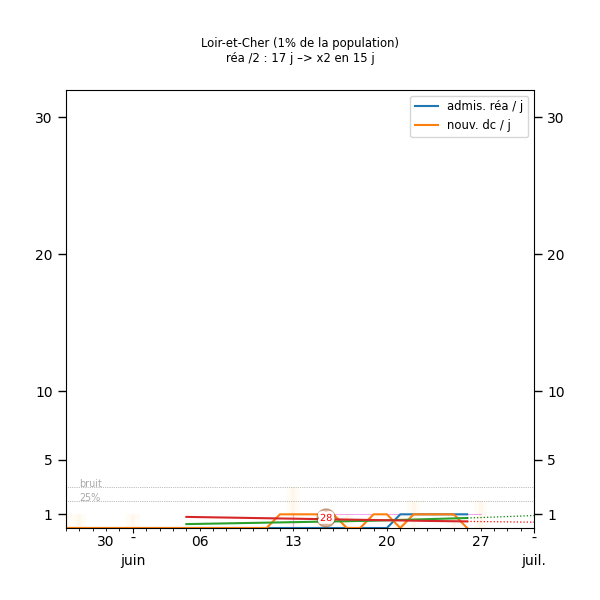 Loir-et-Cher (1% de la population)
réa /2 : 17 j –> x2 en 15 j
admis. réa / j
nouv. dc / j
30 30
20 20
10 10
5 5
bruit
25%
1 28 1
30 - 06 13 20 27 -
juin juil.